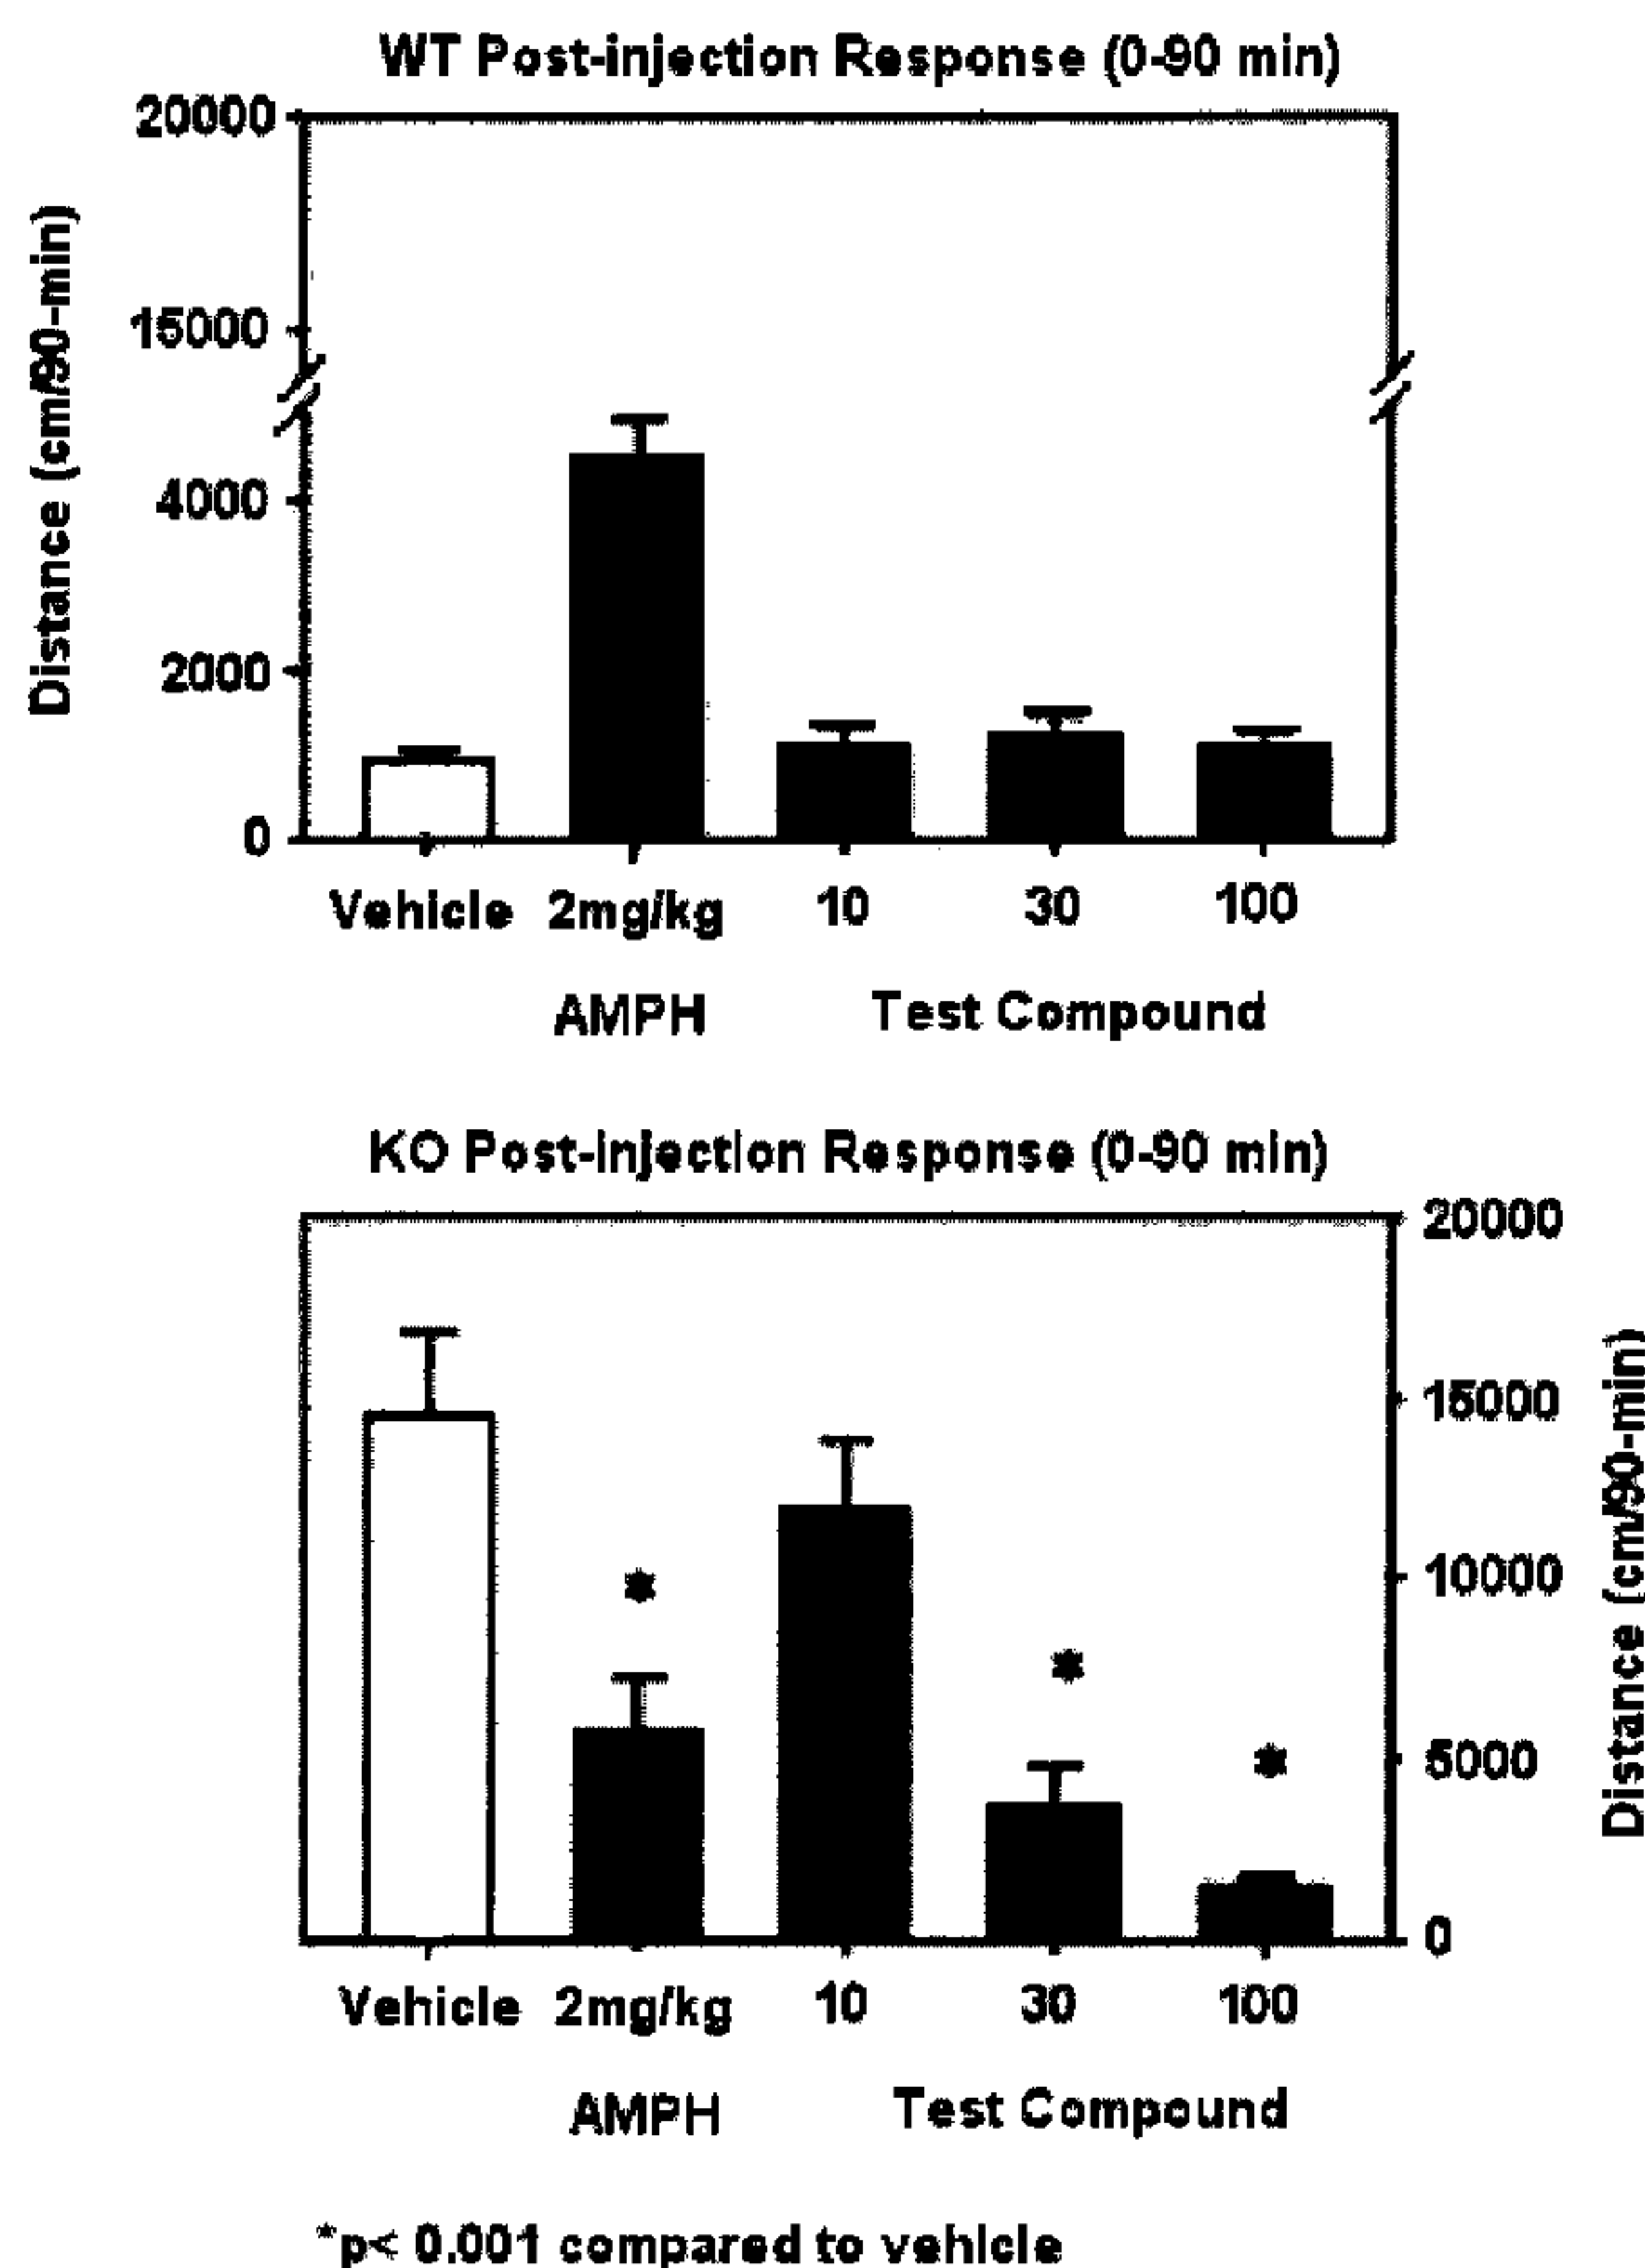 WT Post-injection Response (0-90 min)
20000
15000
4000
2000
0
Distance (cm/90-min)
Vehicle 2mg/kg 10 30 100
AMPH Test Compound
KO Post-injection Response (0-90 min)
20000
15000
10000
5000
0
Distance (cm/90-min)
* * *
Vehicle 2mg/kg 10 30 100
AMPH Test Compound
*p< 0.001 compared to vehicle